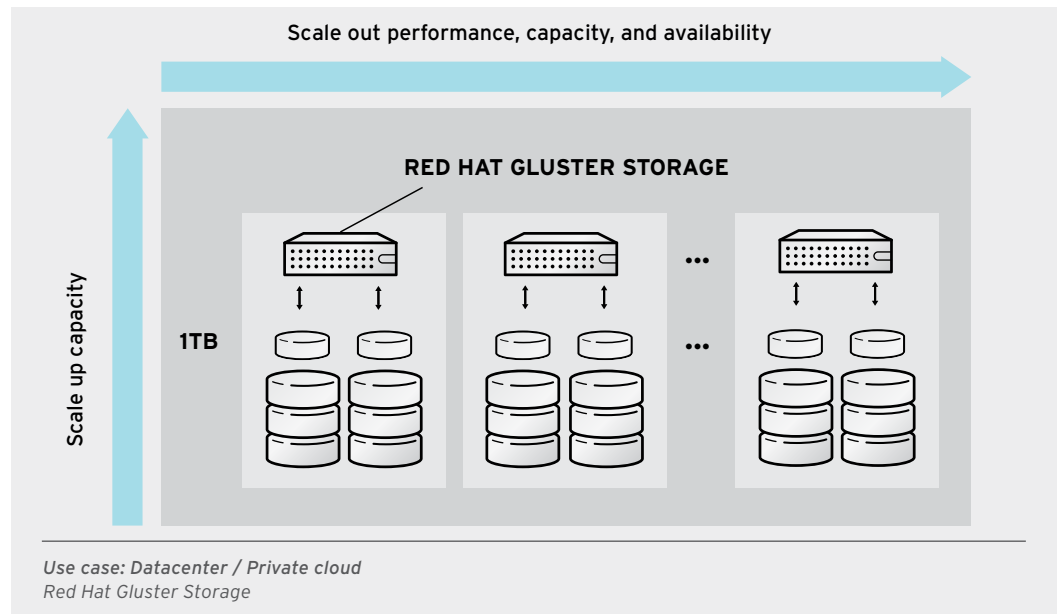 Scale out performance, capacity, and availability
RED HAT GLUSTER STORAGE
•••
Scale up capacity
1TB
•••
Use case: Datacenter / Private cloud
Red Hat Gluster Storage